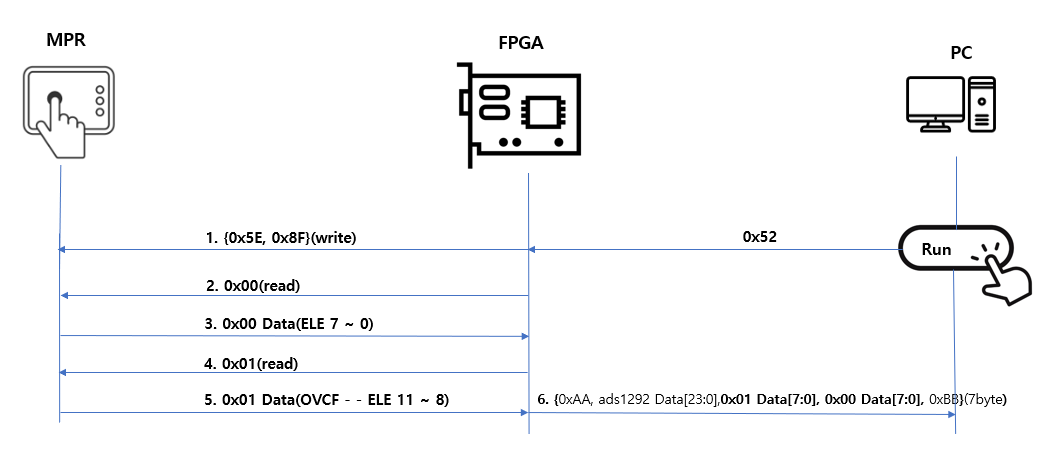 MPR
FPGA
PC
1. {0x5E, 0x8F}(write)
0x52
Run
2. 0x00(read)
3. 0x00 Data(ELE 7 ~ 0)
4. 0x01(read)
5. 0x01 Data(OVCF - - ELE 11 ~ 8)
6. {0xAA, ads1292 Data[23:0],0x01 Data[7:0], 0x00 Data[7:0], 0xBB}(7byte)